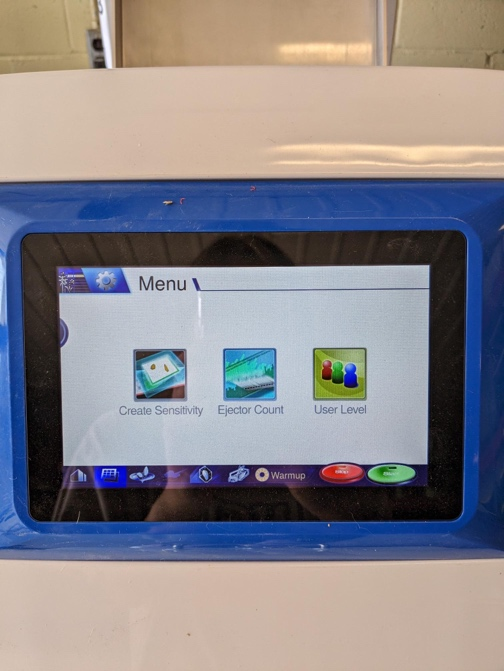 Menu
Create Sensitivity
Ejector Count
User Level
Warmup